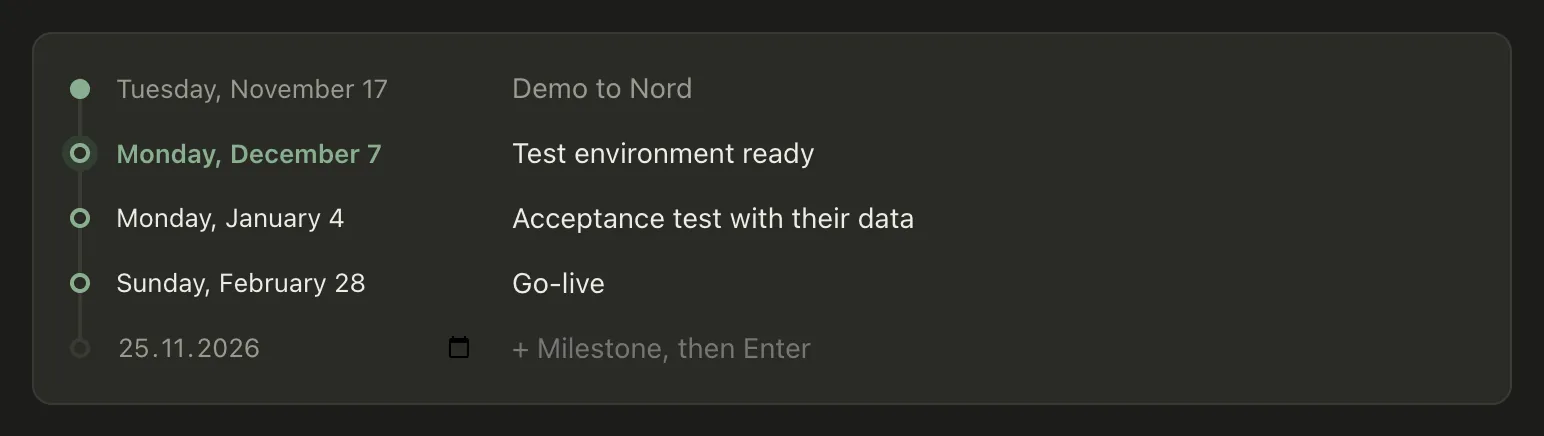 Tuesday, November 17 Demo to Nord
Monday, December 7 Test environment ready
Monday, January 4 Acceptance test with their data
Sunday, February 28 Go-live
25.11.2026 + Milestone, then Enter